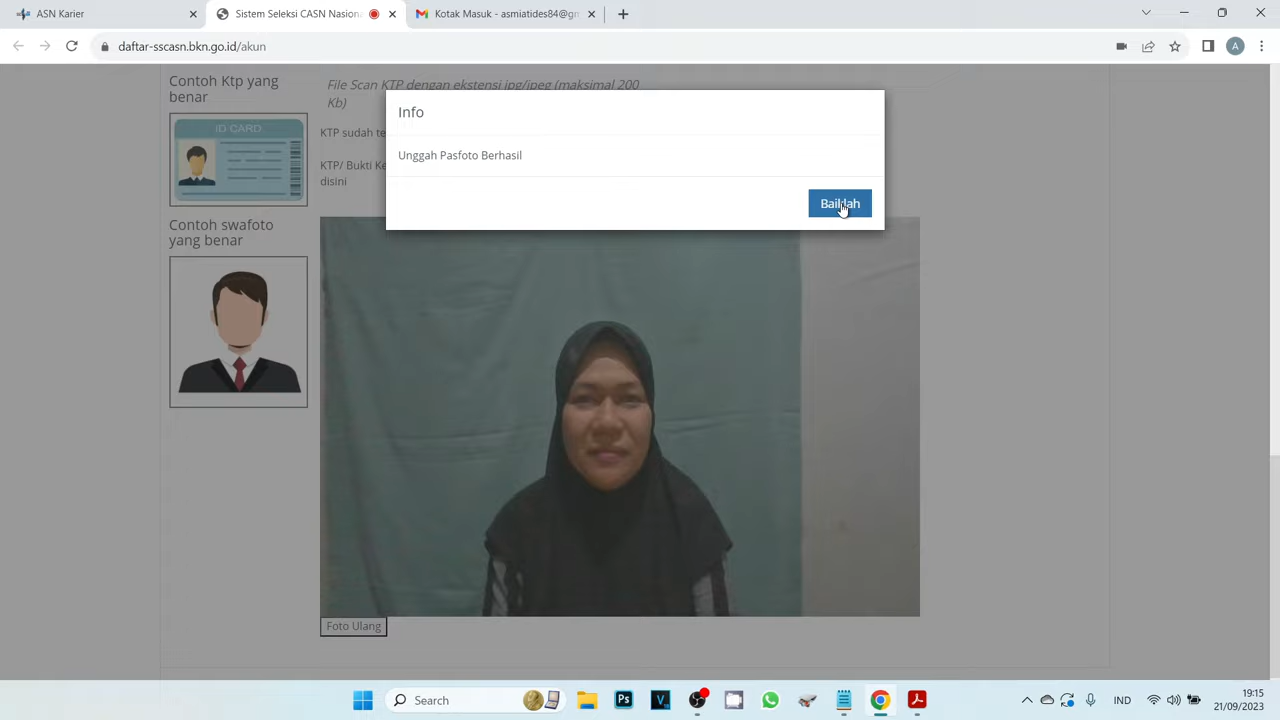 ASN Karier
Sistem Seleksi CASN Nasiona
Kotak Masuk - asmiatides84@gm
daftar-sscasn.bkn.go.id/akun
A
Contoh Ktp yang
benar
ID CARD
Contoh swafoto
yang benar
File Scan KTP dengan ekstensi jpg/jpeg (maksimal 200
Kb)
KTP sudah te
KTP/ Bukti Ke
disini
Info
Unggah Pasfoto Berhasil
Baiklah
Foto Ulang
Search
Ps
V
IND
19:15
21/09/2023